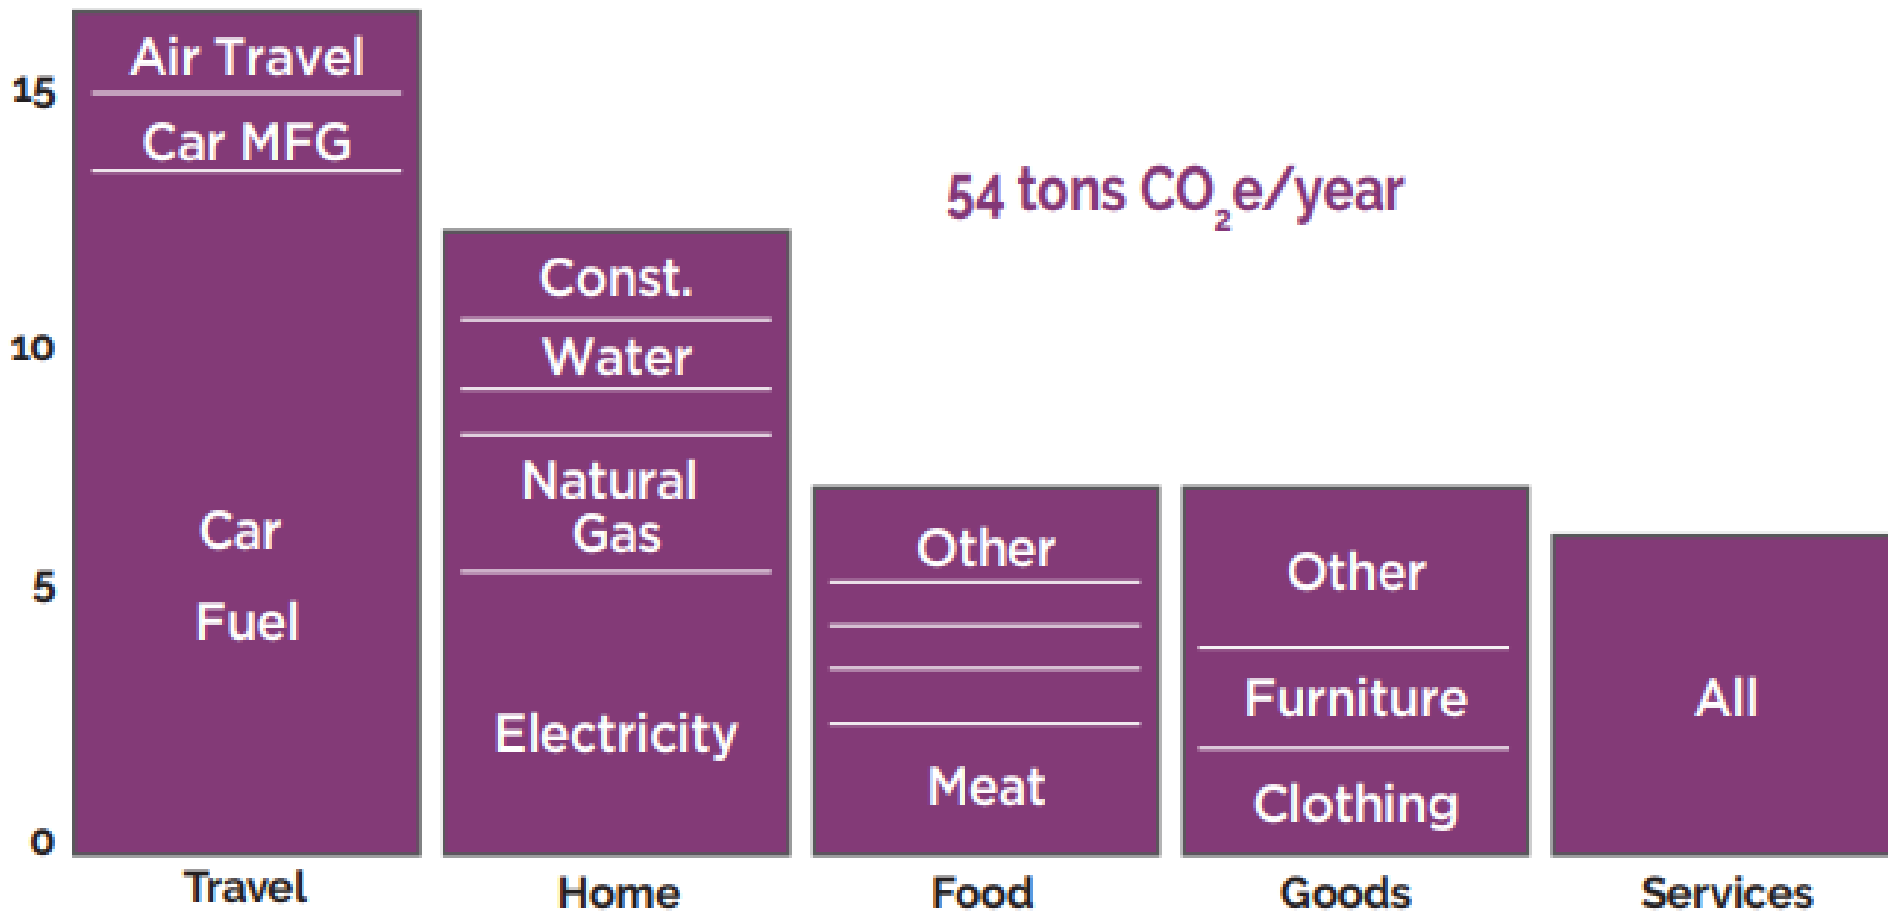 15
10
5
0
Air Travel
Car MFG
Car
Fuel
Const.
Water
Natural
Gas
Electricity
Other
Meat
Other
Furniture
Clothing
All
54 tons CO₂e/year
Travel
Home
Food
Goods
Services